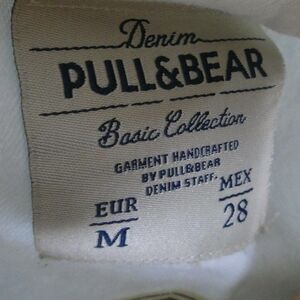 Denim
PULL&BEAR
Basic Collection
GARMENT HANDCRAFTED
BY PULL&BEAR
DENIM STAFF.
EUR MEX
M 28